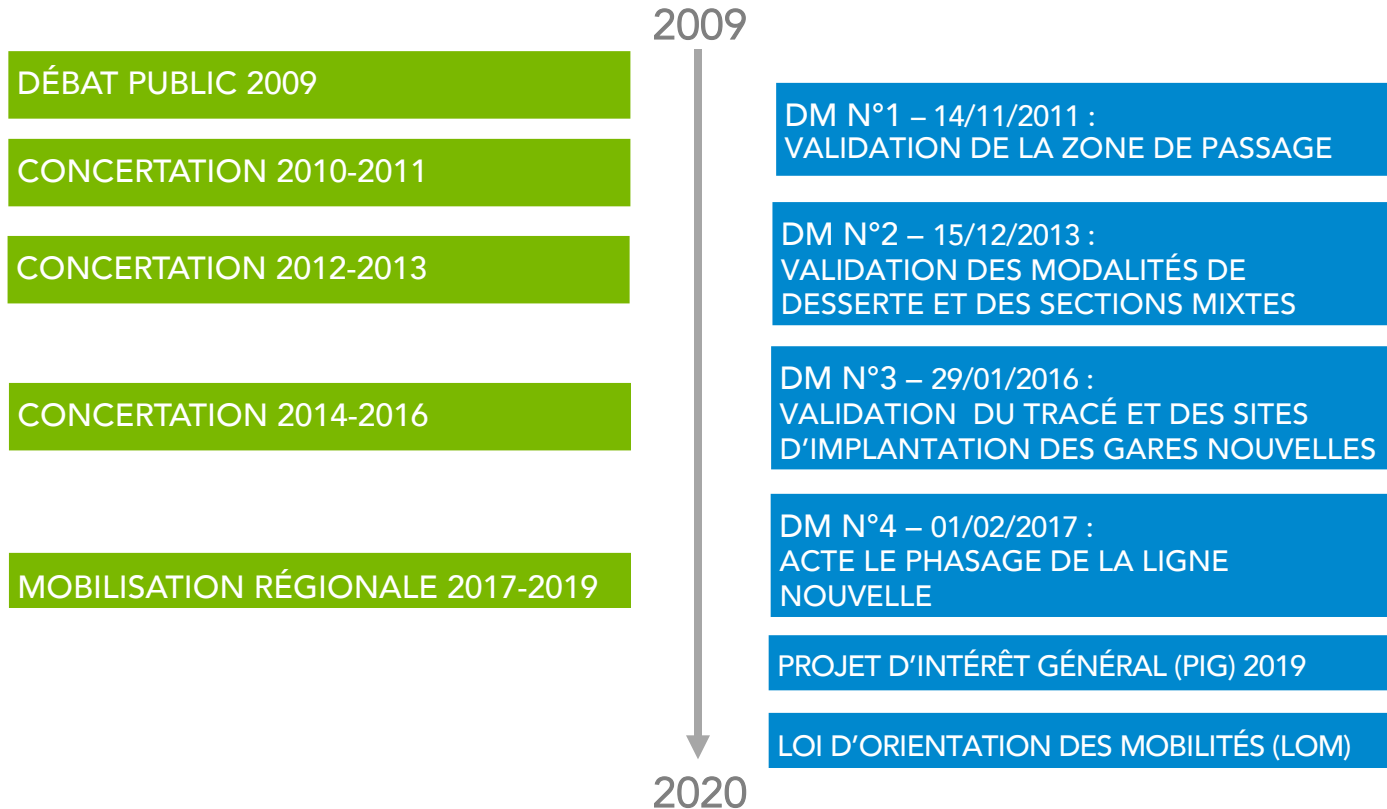 2009
DÉBAT PUBLIC 2009
CONCERTATION 2010-2011
CONCERTATION 2012-2013
CONCERTATION 2014-2016
MOBILISATION RÉGIONALE 2017-2019
DM N°1 – 14/11/2011 :
VALIDATION DE LA ZONE DE PASSAGE
DM N°2 – 15/12/2013 :
VALIDATION DES MODALITÉS DE
DESSERTE ET DES SECTIONS MIXTES
DM N°3 – 29/01/2016 :
VALIDATION DU TRACÉ ET DES SITES
D’IMPLANTATION DES GARES NOUVELLES
DM N°4 – 01/02/2017 :
ACTE LE PHASAGE DE LA LIGNE
NOUVELLE
PROJET D’INTÉRÊT GÉNÉRAL (PIG) 2019
LOI D’ORIENTATION DES MOBILITÉS (LOM)
2020